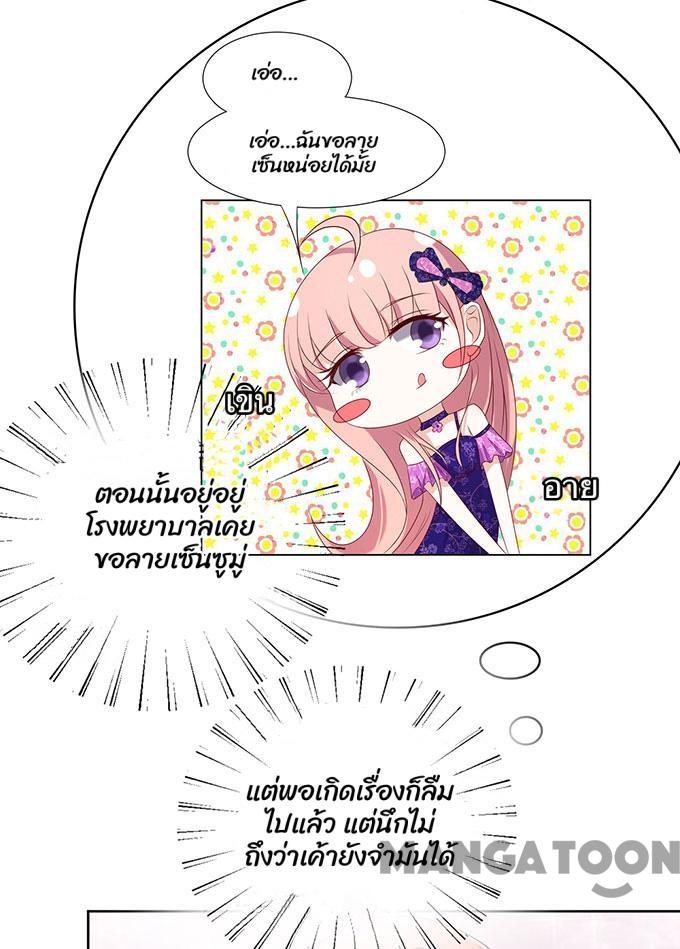 เอ่อ...
เอ่อ...ฉันขอลาย
เซ็นหน่อยได้มั้ย
เขิน
อาย
ตอนนั้นอยู่อยู่
โรงพยาบาลเคย
ขอลายเซ็นซูมู่
แต่พอเกิดเรื่องก็ลืม
ไปแล้ว แต่นึกไม่
ถึงว่าเค้ายังจำมันได้
MANGATOON